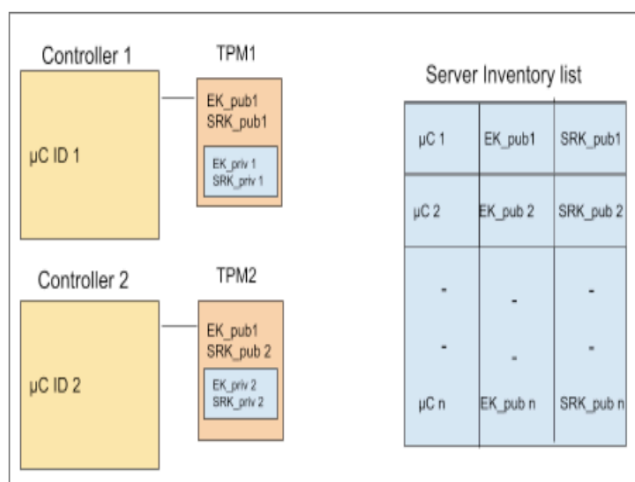 Controller 1
TPM1
EK_pub1
SRK_pub1
µC ID 1
EK_priv 1
SRK_priv 1
Controller 2
TPM2
EK_pub1
SRK_pub 2
µC ID 2
EK_priv 2
SRK_priv 2
Server Inventory list
µC 1 EK_pub1 SRK_pub1
µC 2 EK_pub 2 SRK_pub 2
- - -
- - -
µC n EK_pub n SRK_pub n